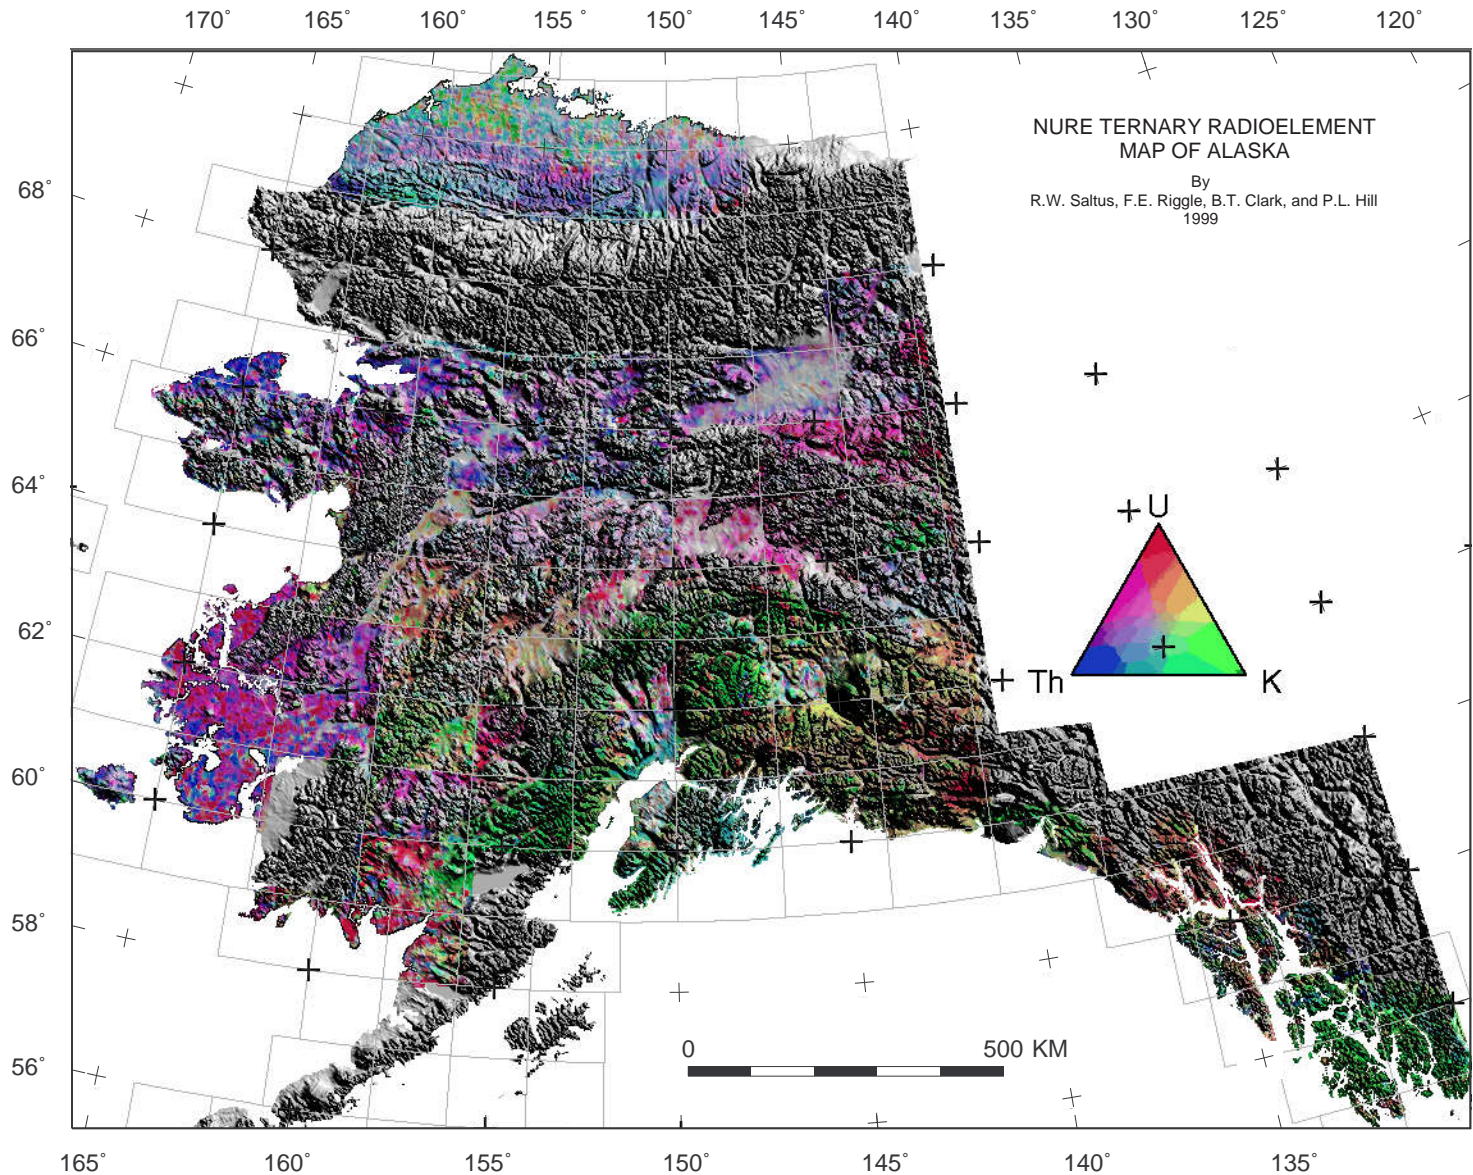 170˚ 165˚ 160˚ 155˚ 150˚ 145˚ 140˚ 135˚ 130˚ 125˚ 120˚
NURE TERNARY RADIOELEMENT
MAP OF ALASKA
By
R.W. Saltus, F.E. Riggle, B.T. Clark, and P.L. Hill
1999
68˚
66˚
64˚
62˚
60˚
58˚
56˚
U
Th
K
0 500 KM
165˚ 160˚ 155˚ 150˚ 145˚ 140˚ 135˚ 130˚